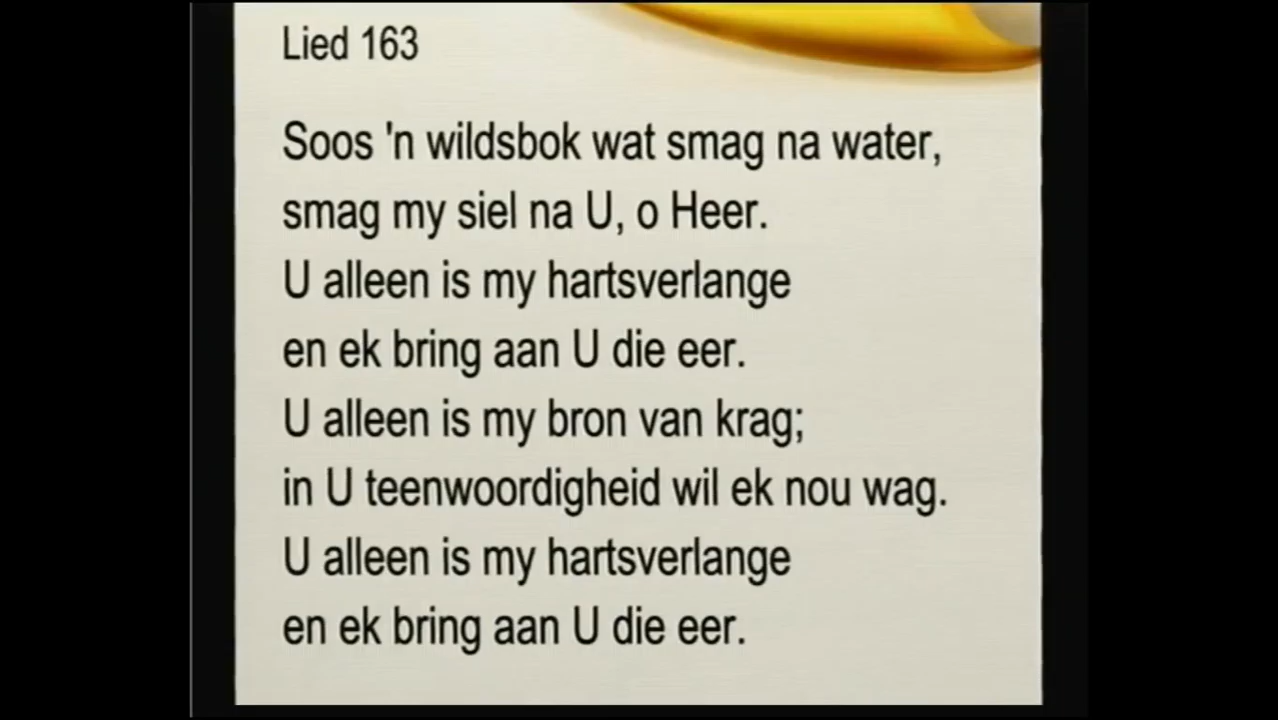 Lied 163
Soos 'n wildsbok wat smag na water,
smag my siel na U, o Heer.
U alleen is my hartsverlange
en ek bring aan U die eer.
U alleen is my bron van krag;
in U teenwoordigheid wil ek nou wag.
U alleen is my hartsverlange
en ek bring aan U die eer.